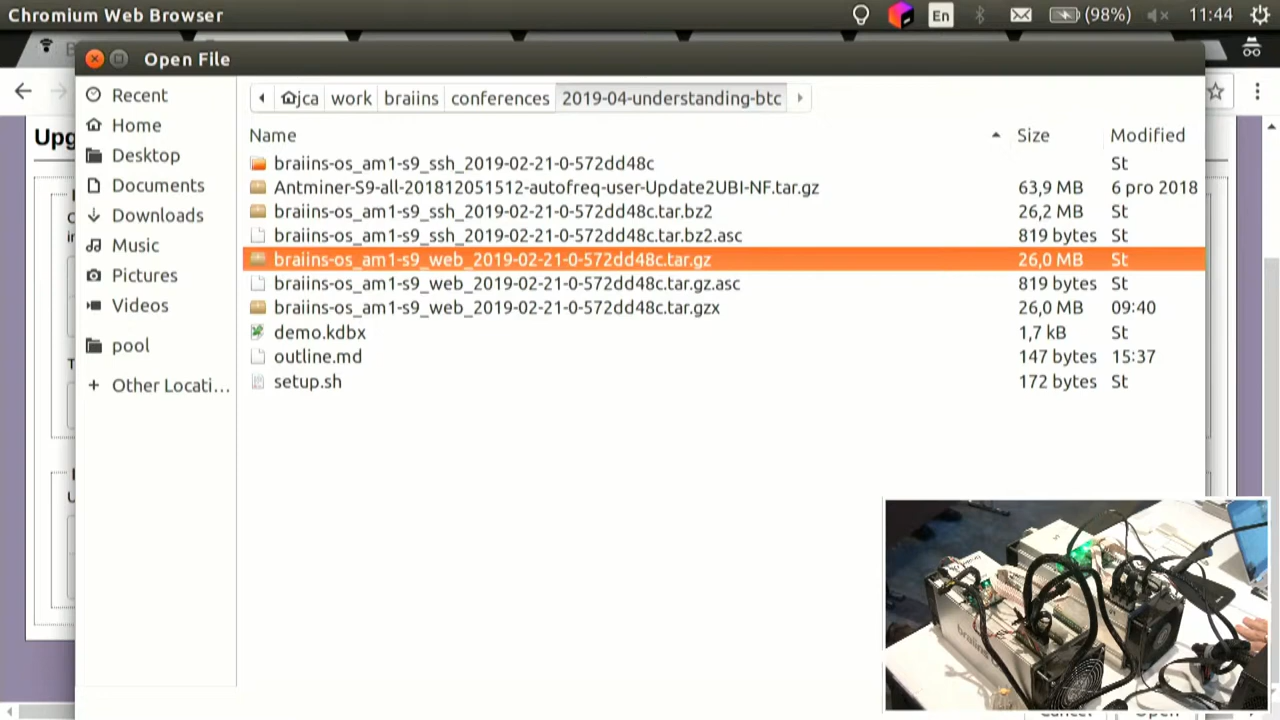 Chromium Web Browser
En
(98%)
11:44
Open File
Upg
Recent
Home
Desktop
Documents
Downloads
Music
Pictures
Videos
pool
+ Other Locati...
jca
work
braiins
conferences
2019-04-understanding-btc
Name
Size
Modified
braiins-os_am1-s9_ssh_2019-02-21-0-572dd48c St
Antminer-S9-all-201812051512-autofreq-user-Update2UBI-NF.tar.gz 63,9 MB 6 pro 2018
braiins-os_am1-s9_ssh_2019-02-21-0-572dd48c.tar.bz2 26,2 MB St
braiins-os_am1-s9_ssh_2019-02-21-0-572dd48c.tar.bz2.asc 819 bytes St
braiins-os_am1-s9_web_2019-02-21-0-572dd48c.tar.gz 26,0 MB St
braiins-os_am1-s9_web_2019-02-21-0-572dd48c.tar.gz.asc 819 bytes St
braiins-os_am1-s9_web_2019-02-21-0-572dd48c.tar.gzx 26,0 MB 09:40
demo.kdbx 1,7 kB St
outline.md 147 bytes 15:37
setup.sh 172 bytes St
braiins
Cancel
Open